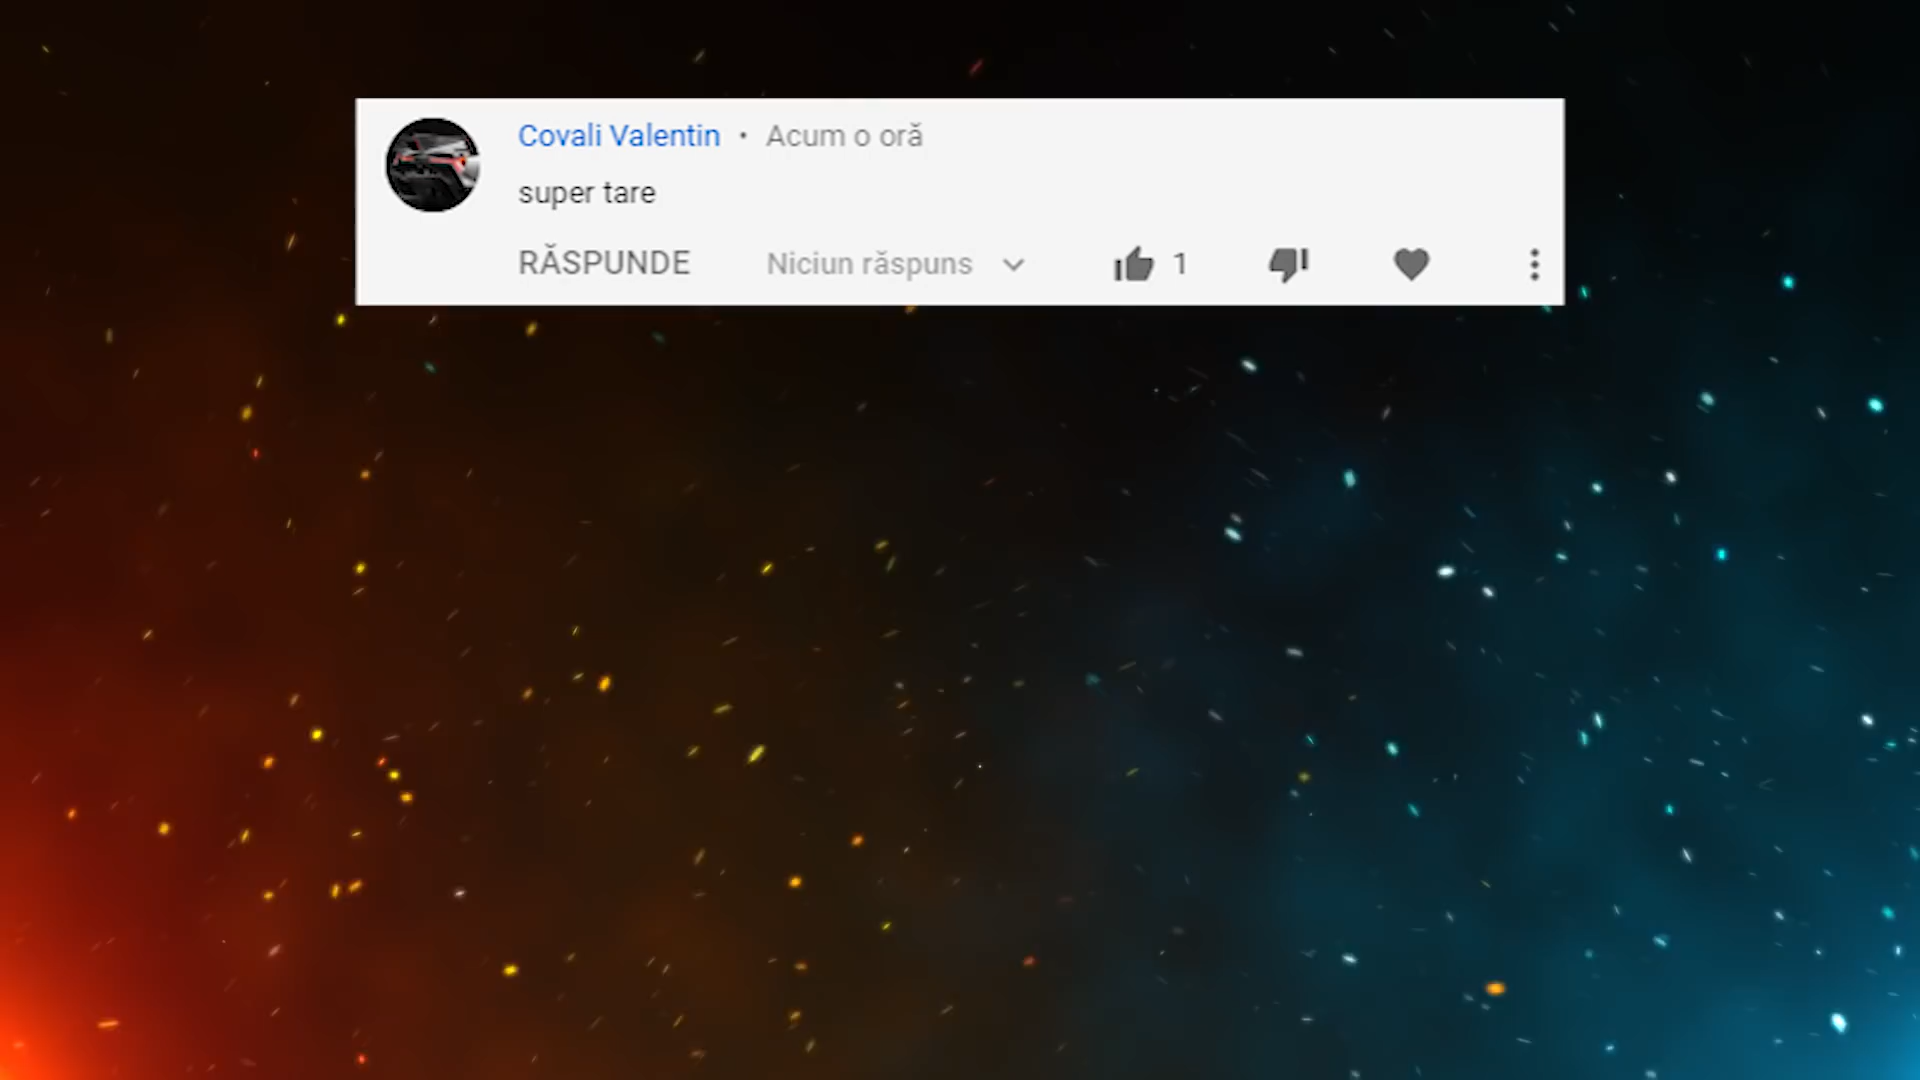 Covali Valentin • Acum o oră
super tare
RĂSPUNDE Niciun răspuns 1